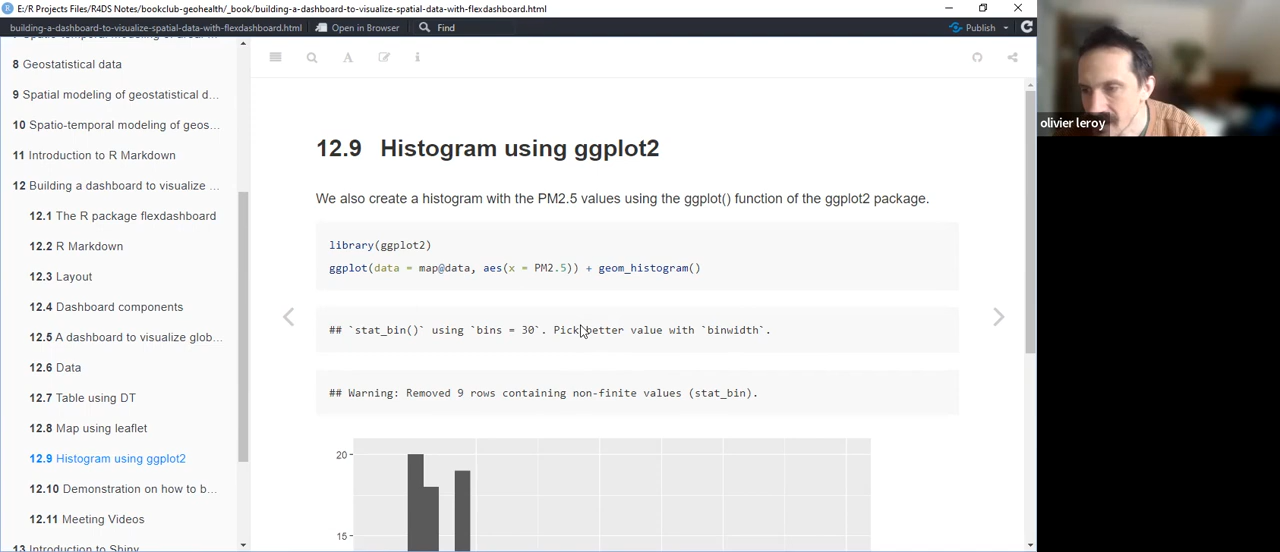 E:/R Projects Files/R4DS Notes/bookclub-geohealth/_book/building-a-dashboard-to-visualize-spatial-data-with-flexdashboard.html
building-a-dashboard-to-visualize-spatial-data-with-flexdashboard.html
Open in Browser
Find
Publish
8 Geostatistical data
9 Spatial modeling of geostatistical d...
10 Spatio-temporal modeling of geos...
11 Introduction to R Markdown
12 Building a dashboard to visualize ...
12.1 The R package flexdashboard
12.2 R Markdown
12.3 Layout
12.4 Dashboard components
12.5 A dashboard to visualize glob...
12.6 Data
12.7 Table using DT
12.8 Map using leaflet
12.9 Histogram using ggplot2
12.10 Demonstration on how to b...
12.11 Meeting Videos
13 Introduction to Shiny
12.9 Histogram using ggplot2
We also create a histogram with the PM2.5 values using the ggplot() function of the ggplot2 package.
library(ggplot2)
ggplot(data = map@data, aes(x = PM2.5)) + geom_histogram()
## `stat_bin()` using `bins = 30`. Pick better value with `binwidth`.
## Warning: Removed 9 rows containing non-finite values (stat_bin).
20
15
olivier leroy